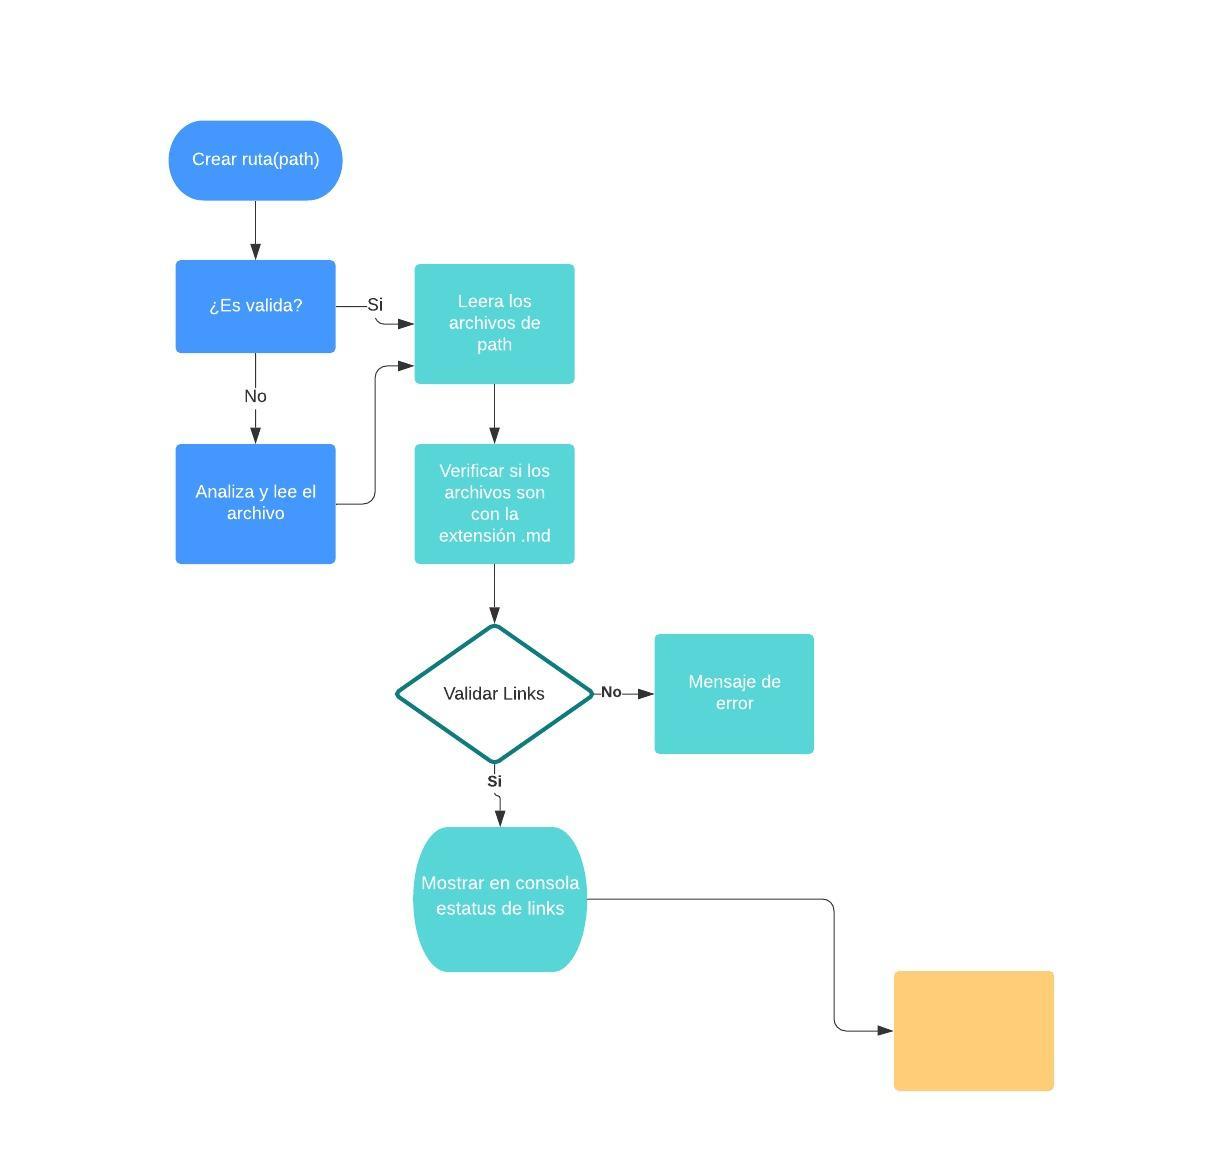 Crear ruta(path)
¿Es valida?
Si
Leera los
archivos de
path
No
Analiza y lee el
archivo
Verificar si los
archivos son
con la
extensión .md
Validar Links
No
Mensaje de
error
Si
Mostrar en consola
estatus de links